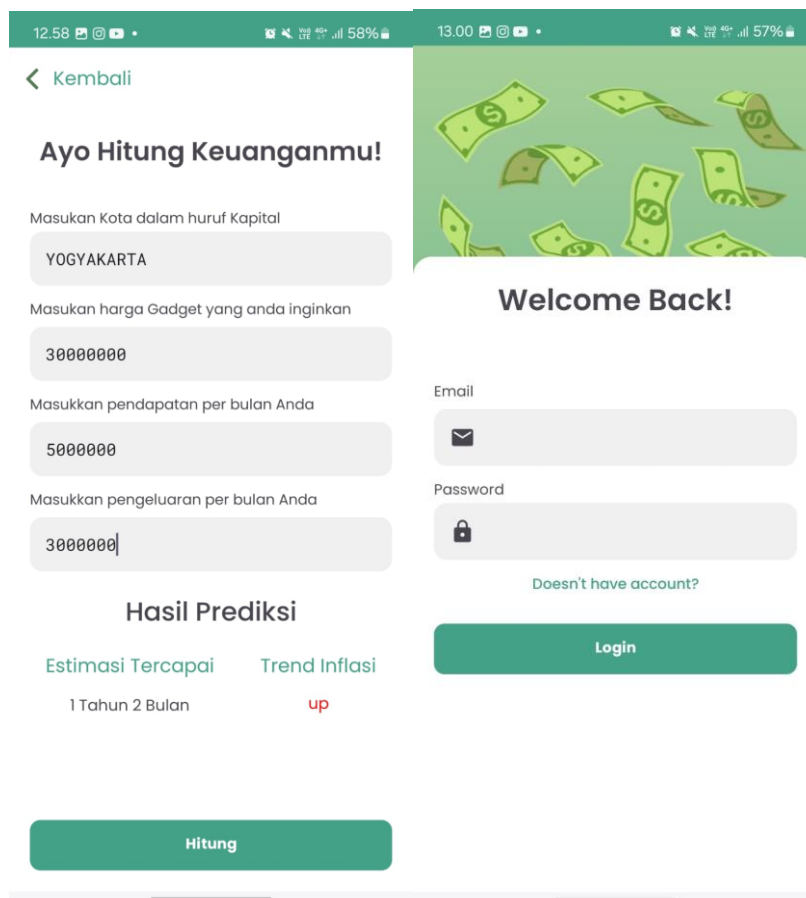 12.58
58%
Kembali
Ayo Hitung Keuanganmu!
Masukan Kota dalam huruf Kapital
YOGYAKARTA
Masukan harga Gadget yang anda inginkan
30000000
Masukkan pendapatan per bulan Anda
5000000
Masukkan pengeluaran per bulan Anda
3000000
Hasil Prediksi
Estimasi Tercapai Trend Inflasi
1 Tahun 2 Bulan up
Hitung
13.00
57%
Welcome Back!
Email
Password
Doesn't have account?
Login